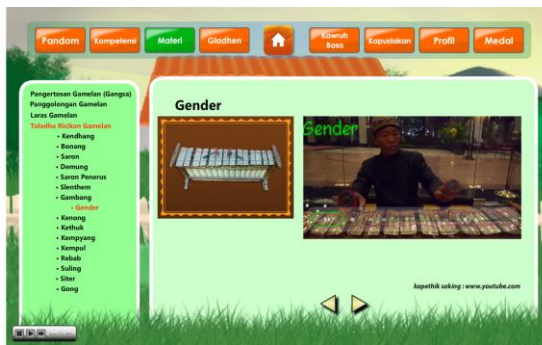 Pandom
Kompetensi
Materi
Gladhen
Kawruh
Basa
Kapustakan
Profil
Medal
Pangertosan Gamelan (Gangsa)
Panggolongan Gamelan
Laras Gamelan
Tuladha Ricikan Gamelan
• Kendhang
• Bonang
• Saron
• Demung
• Saron Penerus
• Slenthem
• Gambang
• Gender
• Kenong
• Kethuk
• Kempyang
• Kempul
• Rebab
• Suling
• Siter
• Gong
Gender
Gender
kapethik saking : www.youtube.com